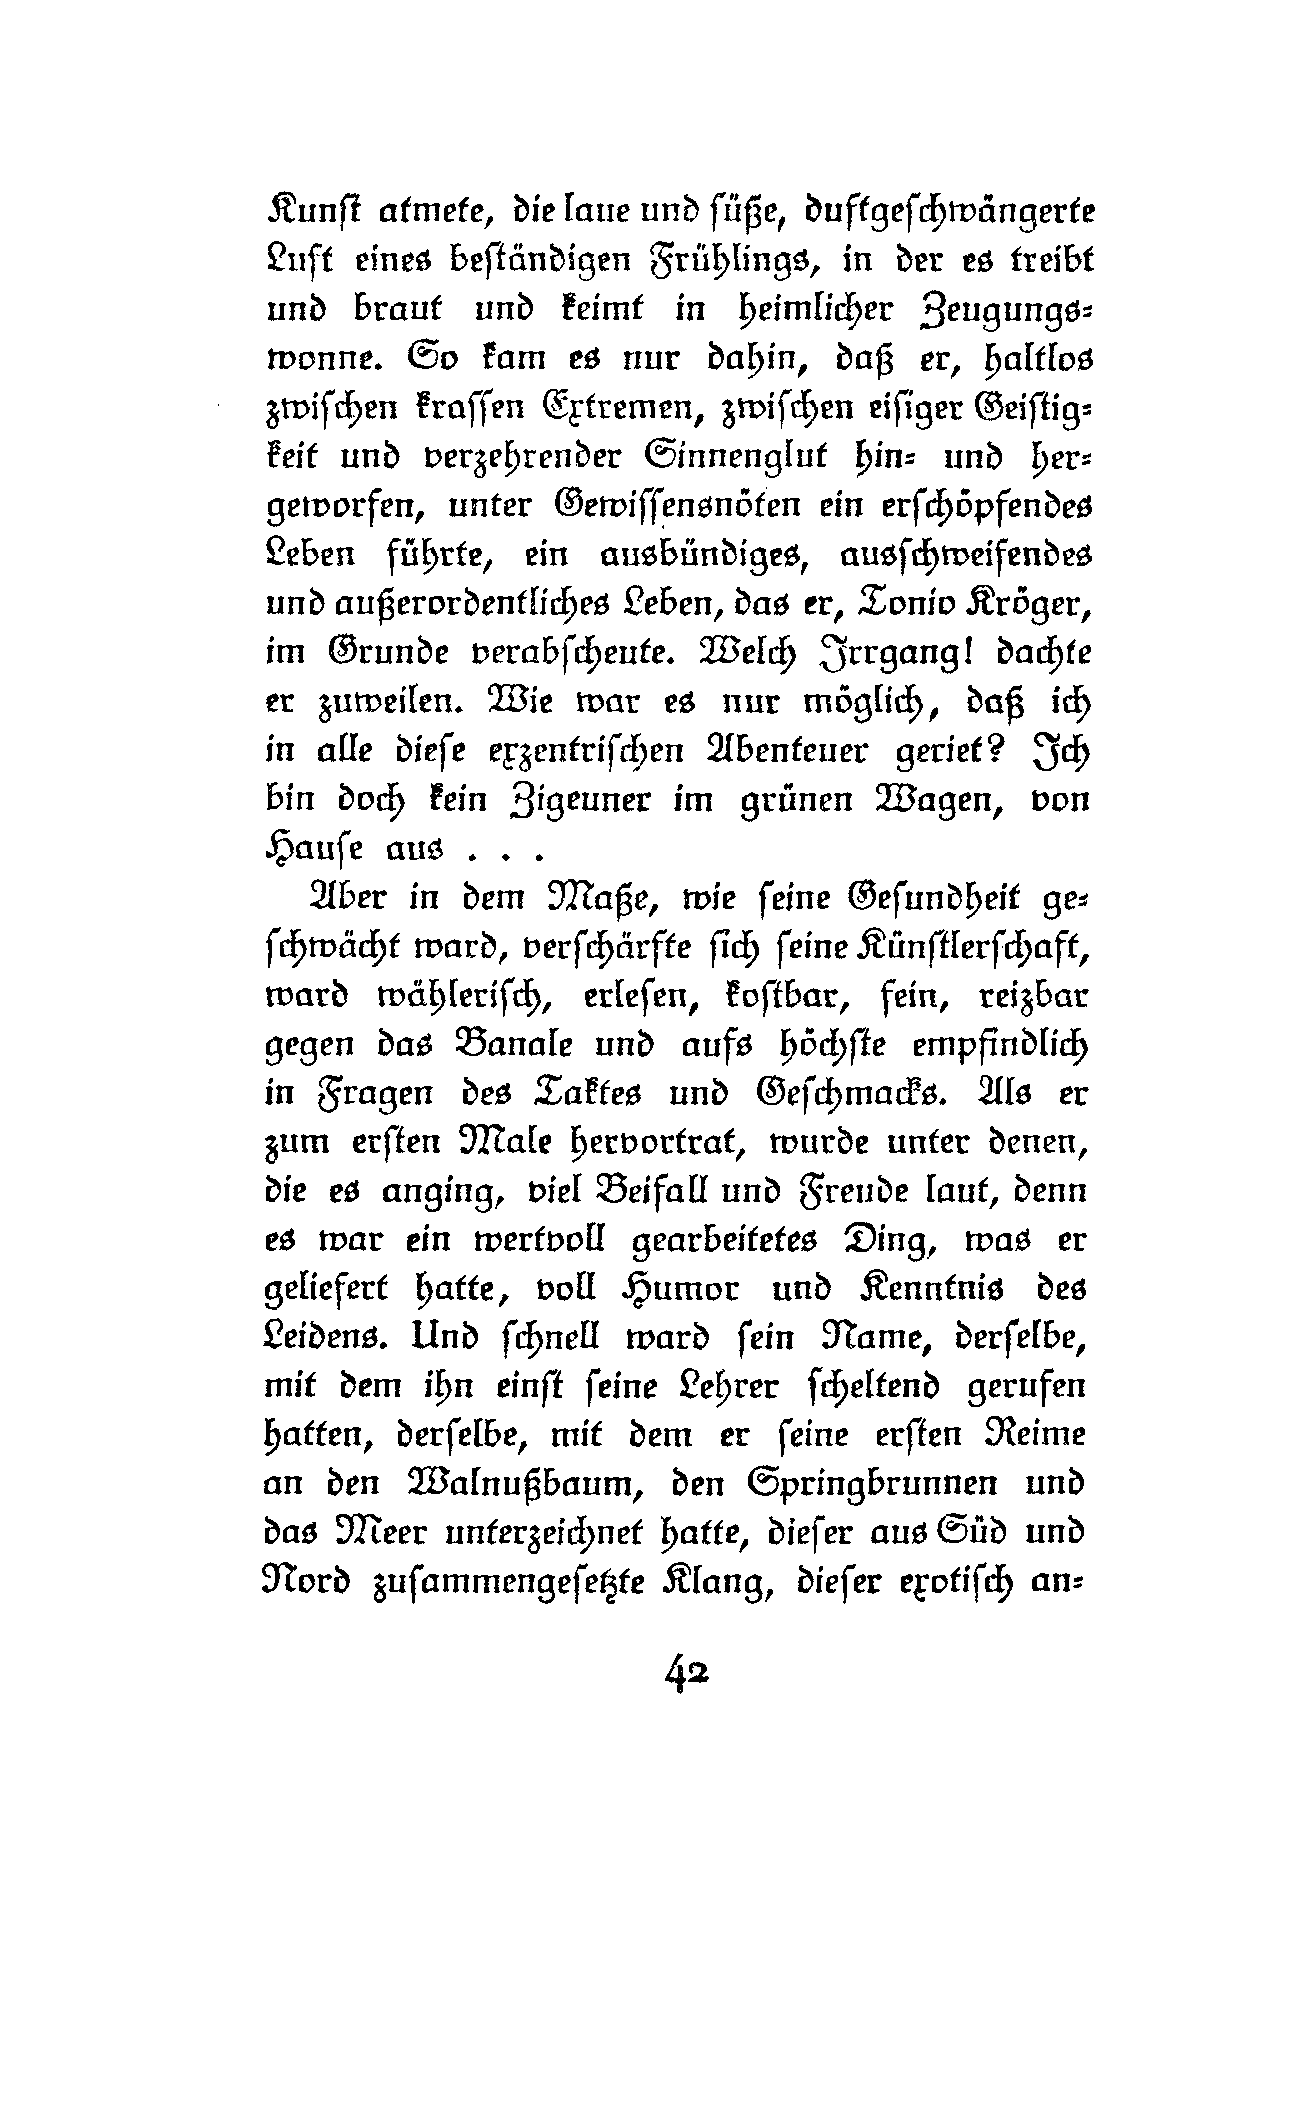 Kunſt atmete, die laue und ſüße, duftgeſchwängerte
Luft eines beſtändigen Frühlings, in der es treibt
und braut und keimt in heimlicher Zeugungs-
wonne. So kam es nur dahin, daß er, haltlos
zwiſchen kraſſen Extremen, zwiſchen eiſiger Geiſtig-
keit und verzehrender Sinnenglut hin- und her-
geworfen, unter Gewiſſensnöten ein erſchöpfendes
Leben führte, ein ausbündiges, ausſchweifendes
und außerordentliches Leben, das er, Tonio Kröger,
im Grunde verabſcheute. Welch Irrgang! dachte
er zuweilen. Wie war es nur möglich, daß ich
in alle dieſe exzentriſchen Abenteuer geriet? Ich
bin doch kein Zigeuner im grünen Wagen, von
Hauſe aus . . .
Aber in dem Maße, wie ſeine Geſundheit ge-
ſchwächt ward, verſchärfte ſich ſeine Künſtlerſchaft,
ward wähleriſch, erleſen, koſtbar, fein, reizbar
gegen das Banale und aufs höchſte empfindlich
in Fragen des Taktes und Geſchmacks. Als er
zum erſten Male hervortrat, wurde unter denen,
die es anging, viel Beifall und Freude laut, denn
es war ein wertvoll gearbeitetes Ding, was er
geliefert hatte, voll Humor und Kenntnis des
Leidens. Und ſchnell ward ſein Name, derſelbe,
mit dem ihn einſt ſeine Lehrer ſcheltend gerufen
hatten, derſelbe, mit dem er ſeine erſten Reime
an den Walnußbaum, den Springbrunnen und
das Meer unterzeichnet hatte, dieſer aus Süd und
Nord zuſammengeſetzte Klang, dieſer exotiſch an-
42